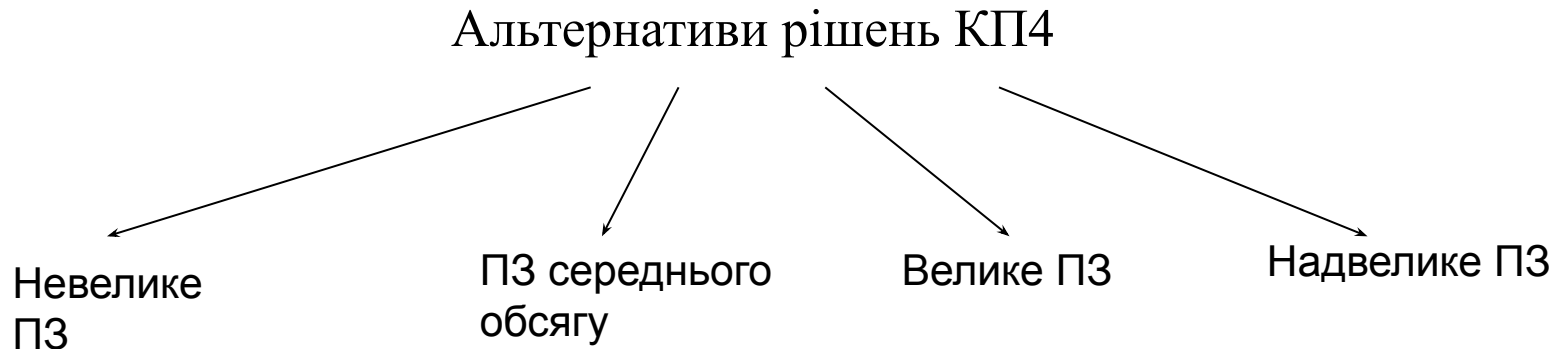 Альтернативи рішень КП4
Невелике
ПЗ
ПЗ середнього
обсягу
Велике ПЗ
Надвелике ПЗ